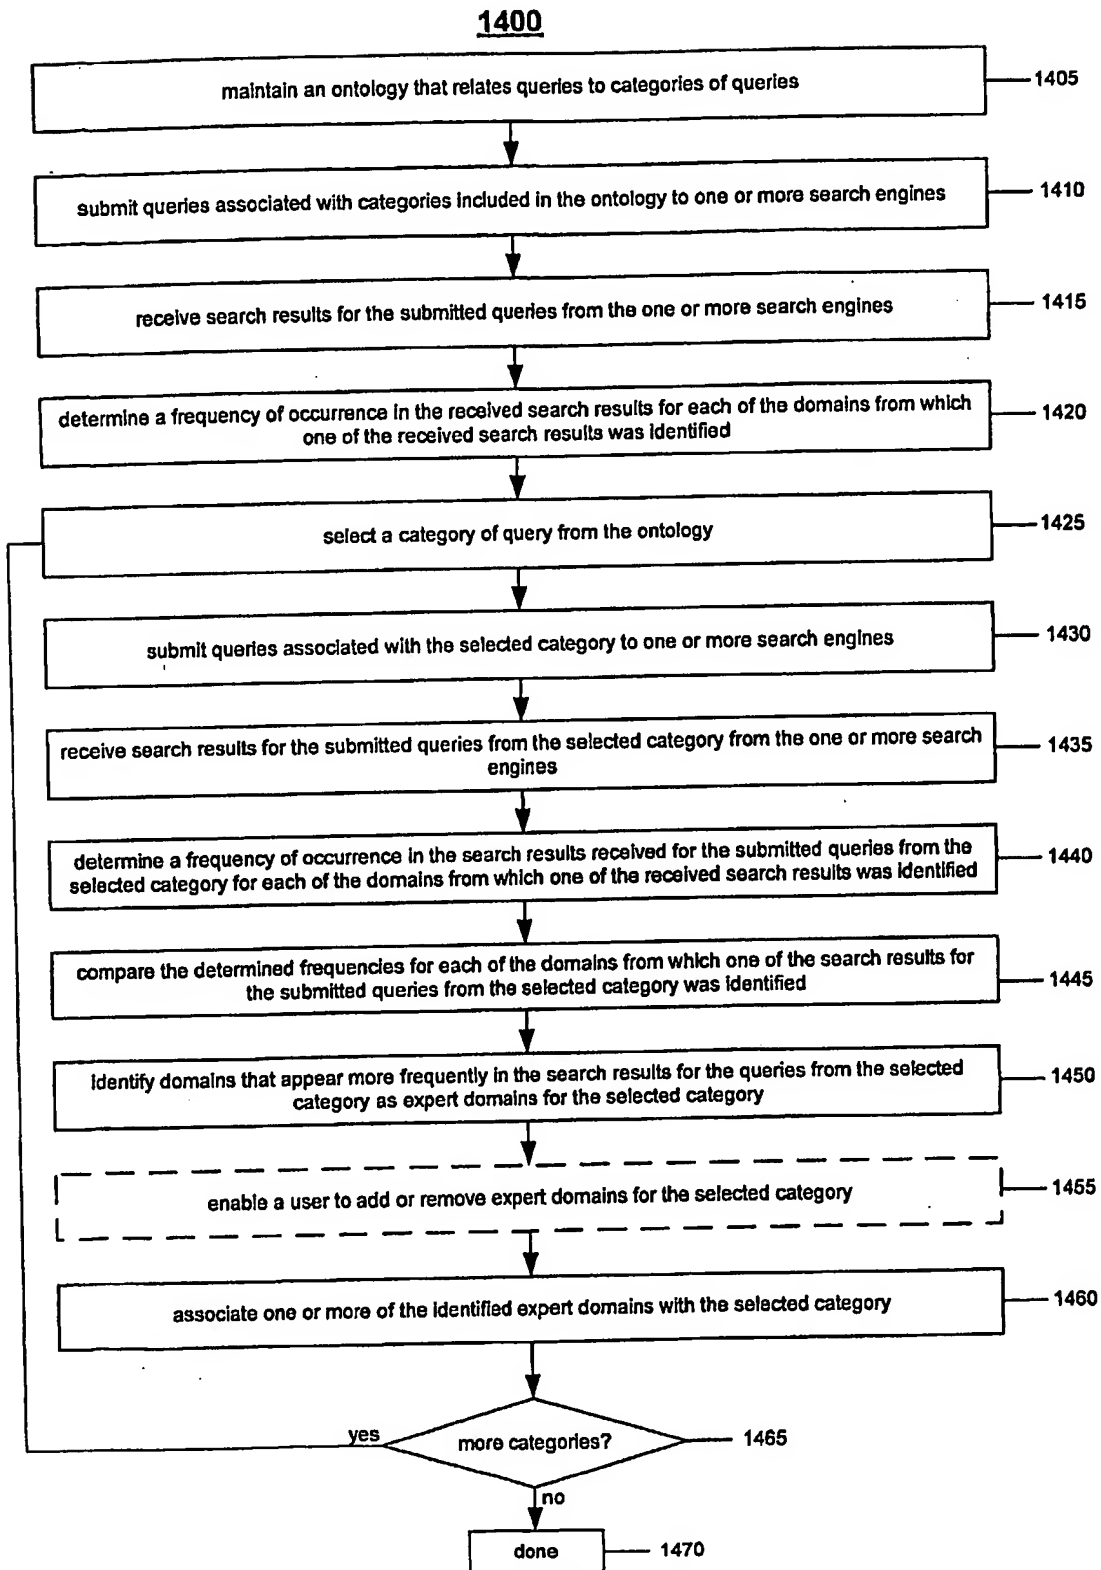 1400
maintain an ontology that relates queries to categories of queries
1405
submit queries associated with categories included in the ontology to one or more search engines
1410
receive search results for the submitted queries from the one or more search engines
1415
determine a frequency of occurrence in the received search results for each of the domains from which
one of the received search results was identified
1420
select a category of query from the ontology
1425
submit queries associated with the selected category to one or more search engines
1430
receive search results for the submitted queries from the selected category from the one or more search
engines
1435
determine a frequency of occurrence in the search results received for the submitted queries from the
selected category for each of the domains from which one of the received search results was identified
1440
compare the determined frequencies for each of the domains from which one of the search results for
the submitted queries from the selected category was identified
1445
identify domains that appear more frequently in the search results for the queries from the selected
category as expert domains for the selected category
1450
enable a user to add or remove expert domains for the selected category
1455
associate one or more of the identified expert domains with the selected category
1460
yes
more categories?
1465
no
done
1470